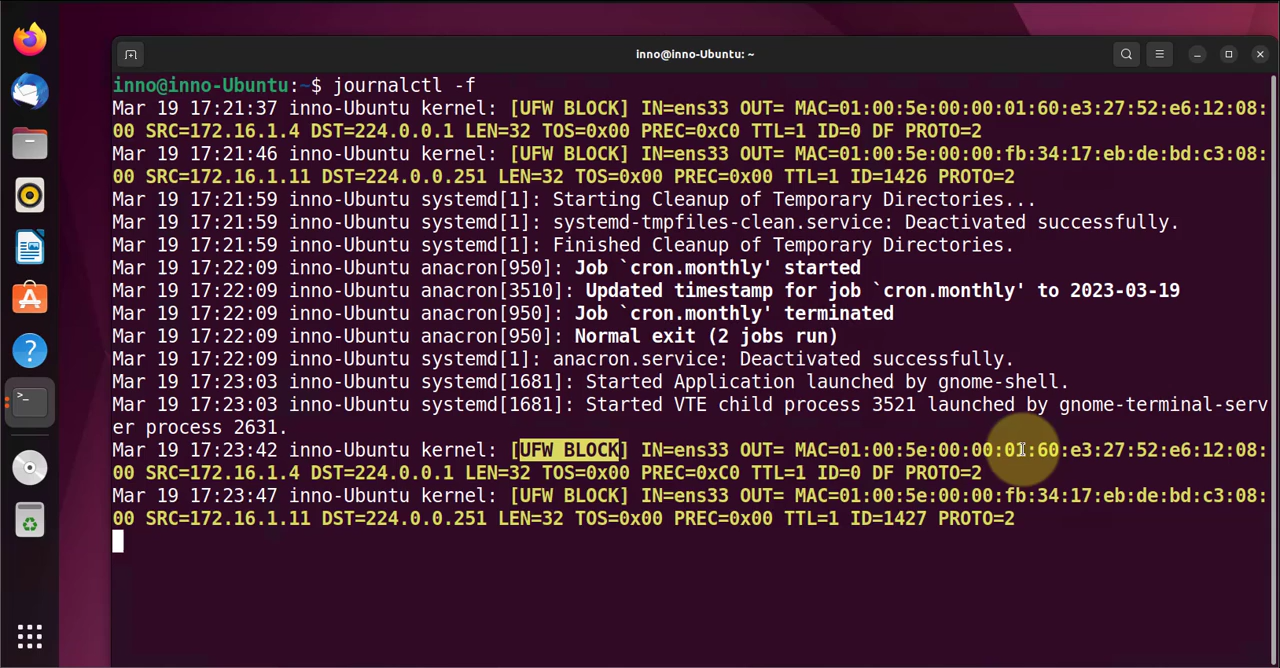 inno@inno-Ubuntu: ~
inno@inno-Ubuntu:~$ journalctl -f
Mar 19 17:21:37 inno-Ubuntu kernel: [UFW BLOCK] IN=ens33 OUT= MAC=01:00:5e:00:00:01:60:e3:27:52:e6:12:08:
00 SRC=172.16.1.4 DST=224.0.0.1 LEN=32 TOS=0x00 PREC=0xC0 TTL=1 ID=0 DF PROTO=2
Mar 19 17:21:46 inno-Ubuntu kernel: [UFW BLOCK] IN=ens33 OUT= MAC=01:00:5e:00:00:fb:34:17:eb:de:bd:c3:08:
00 SRC=172.16.1.11 DST=224.0.0.251 LEN=32 TOS=0x00 PREC=0x00 TTL=1 ID=1426 PROTO=2
Mar 19 17:21:59 inno-Ubuntu systemd[1]: Starting Cleanup of Temporary Directories...
Mar 19 17:21:59 inno-Ubuntu systemd[1]: systemd-tmpfiles-clean.service: Deactivated successfully.
Mar 19 17:21:59 inno-Ubuntu systemd[1]: Finished Cleanup of Temporary Directories.
Mar 19 17:22:09 inno-Ubuntu anacron[950]: Job `cron.monthly' started
Mar 19 17:22:09 inno-Ubuntu anacron[3510]: Updated timestamp for job `cron.monthly' to 2023-03-19
Mar 19 17:22:09 inno-Ubuntu anacron[950]: Job `cron.monthly' terminated
Mar 19 17:22:09 inno-Ubuntu anacron[950]: Normal exit (2 jobs run)
Mar 19 17:22:09 inno-Ubuntu systemd[1]: anacron.service: Deactivated successfully.
Mar 19 17:23:03 inno-Ubuntu systemd[1681]: Started Application launched by gnome-shell.
Mar 19 17:23:03 inno-Ubuntu systemd[1681]: Started VTE child process 3521 launched by gnome-terminal-serv
er process 2631.
Mar 19 17:23:42 inno-Ubuntu kernel: [UFW BLOCK] IN=ens33 OUT= MAC=01:00:5e:00:00:01:60:e3:27:52:e6:12:08:
00 SRC=172.16.1.4 DST=224.0.0.1 LEN=32 TOS=0x00 PREC=0xC0 TTL=1 ID=0 DF PROTO=2
Mar 19 17:23:47 inno-Ubuntu kernel: [UFW BLOCK] IN=ens33 OUT= MAC=01:00:5e:00:00:fb:34:17:eb:de:bd:c3:08:
00 SRC=172.16.1.11 DST=224.0.0.251 LEN=32 TOS=0x00 PREC=0x00 TTL=1 ID=1427 PROTO=2